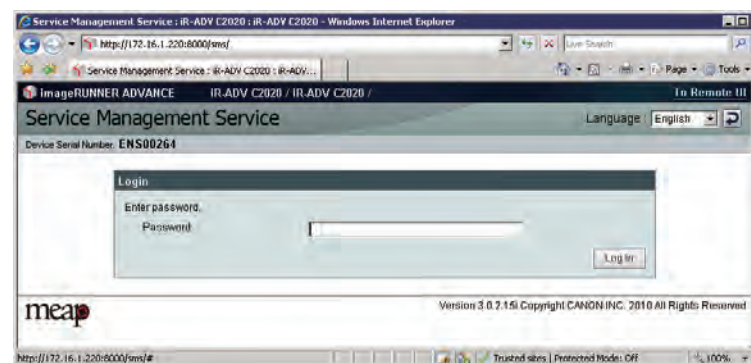 Service Management Service : iR-ADV C2020 : iR-ADV C2020 - Windows Internet Explorer
http://172.16.1.220:8000/sms/
Live Search
Service Management Service : iR-ADV C2020 : iR-ADV...
Page
Tools
imageRUNNER ADVANCE iR-ADV C2020 / iR-ADV C2020 /
To Remote UI
Service Management Service
Language : English
Device Serial Number: ENS00264
Login
Enter password.
Password
Log In
meap
Version 3.0.2.15i Copyright CANON INC. 2010 All Rights Reserved
http://172.16.1.220:8000/sms/#
Trusted sites | Protected Mode: Off
100%